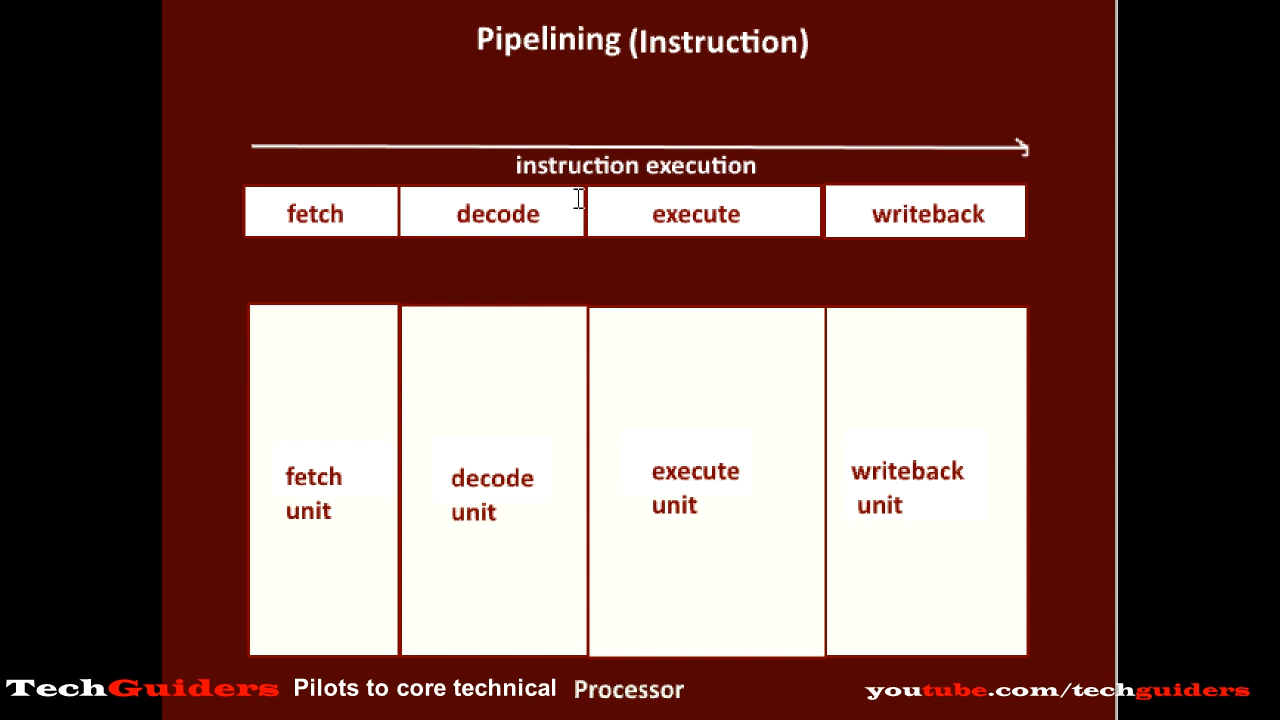 Pipelining (Instruction)
instruction execution
fetch decode execute writeback
fetch
unit
decode
unit
execute
unit
writeback
unit
TechGuiders Pilots to core technical Processor youtube.com/techguiders